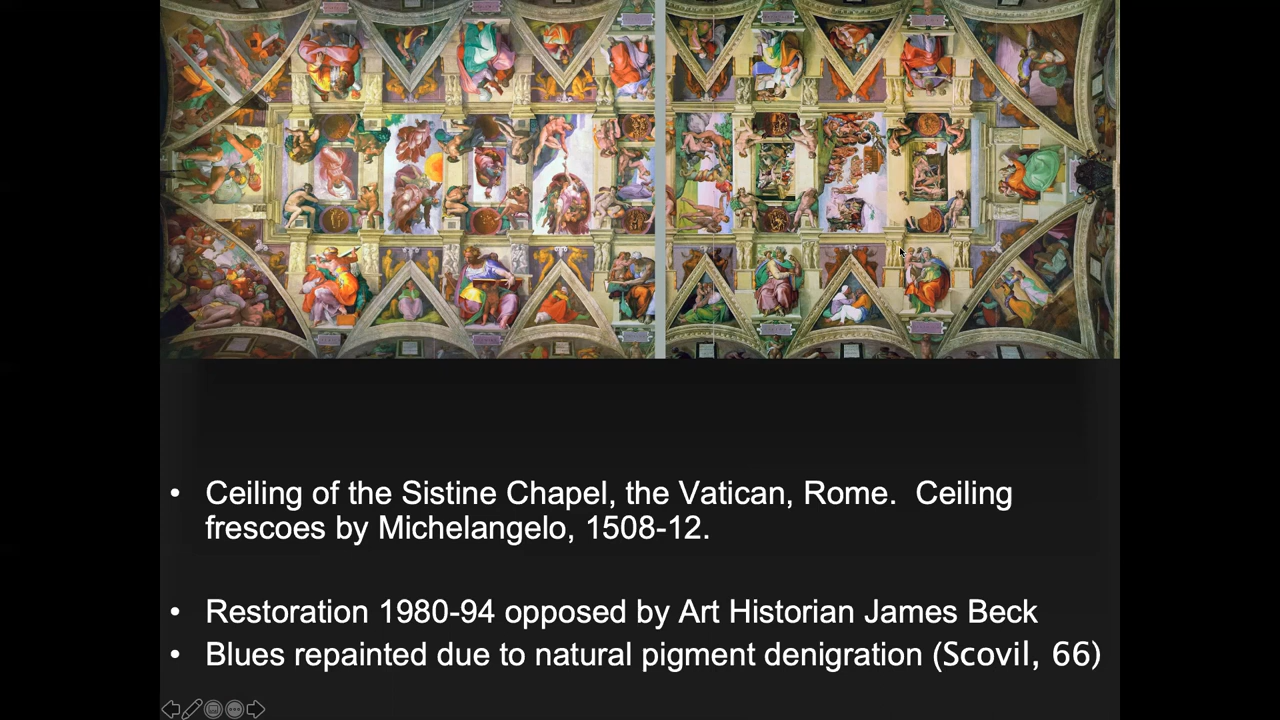 • Ceiling of the Sistine Chapel, the Vatican, Rome.  Ceiling
frescoes by Michelangelo, 1508-12.
• Restoration 1980-94 opposed by Art Historian James Beck
• Blues repainted due to natural pigment denigration (Scovil, 66)